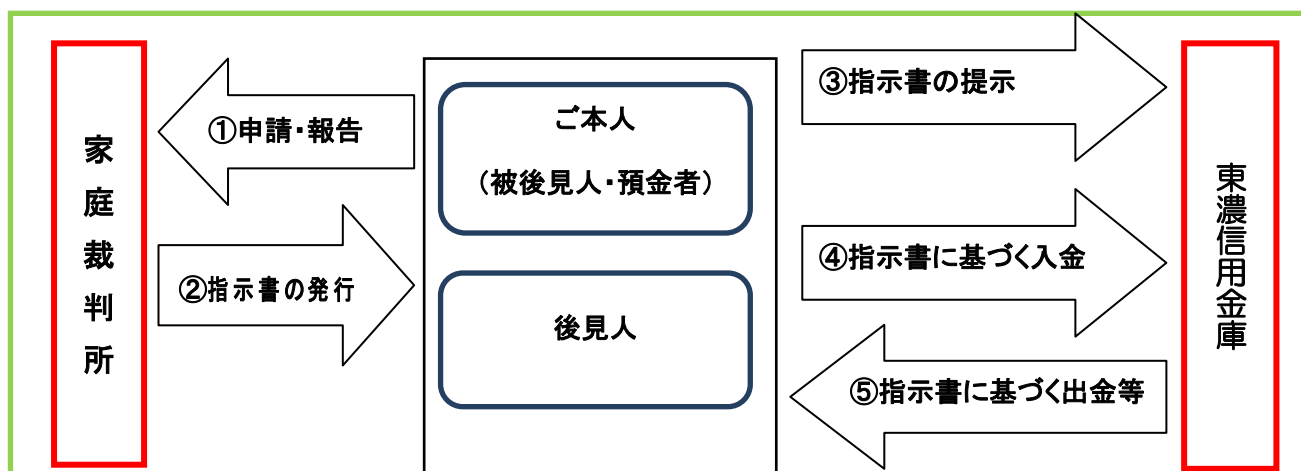 家庭裁判所
①申請・報告
②指示書の発行
ご本人
（被後見人・預金者）
後見人
③指示書の提示
④指示書に基づく入金
⑤指示書に基づく出金等
東濃信用金庫